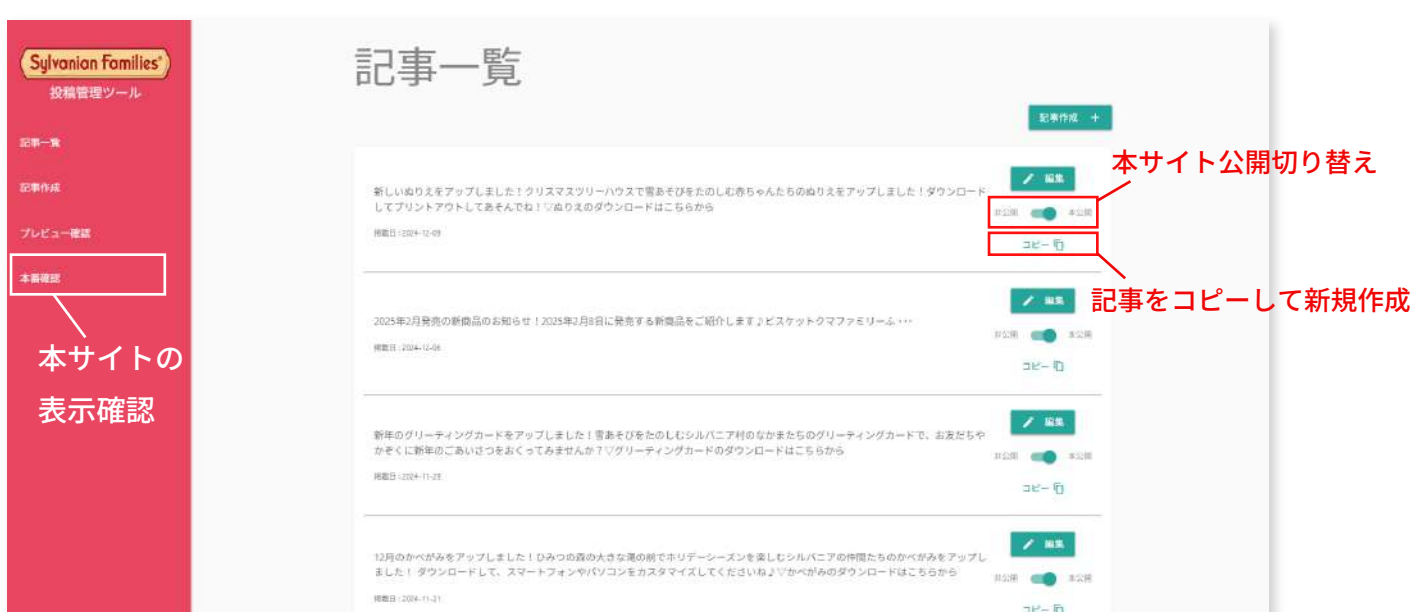 Sylvanian Families
投稿管理ツール
記事一覧
記事作成
プレビュー確認
本番確認
本サイトの
表示確認
記事一覧
記事作成 +
新しいぬりえをアップしました！クリスマスツリーハウスで雪あそびをたのしむ赤ちゃんたちのぬりえをアップしました！ダウンロード
してプリントアウトしてあそんでね！♡ぬりえのダウンロードはこちらから
掲載日：2024-12-09
編集
非公開 本公開
コピー
本サイト公開切り替え
記事をコピーして新規作成
2025年2月発売の新商品のお知らせ！2025年2月8日に発売する新商品をご紹介します♪ビスケットクマファミリーふ・・・
掲載日：2024-12-06
編集
非公開 本公開
コピー
新年のグリーティングカードをアップしました！雪あそびをたのしむシルバニア村のなかまたちのグリーティングカードで、お友だちや
かぞくに新年のごあいさつをおくってみませんか？♡グリーティングカードのダウンロードはこちらから
掲載日：2024-11-28
編集
非公開 本公開
コピー
12月のかべがみをアップしました！ひみつの森の大きな滝の前でホリデーシーズンを楽しむシルバニアの仲間たちのかべがみをアップし
ました！ ダウンロードして、スマートフォンやパソコンをカスタマイズしてくださいね♪♡かべがみのダウンロードはこちらから
掲載日：2024-11-21
編集
非公開 本公開
コピー